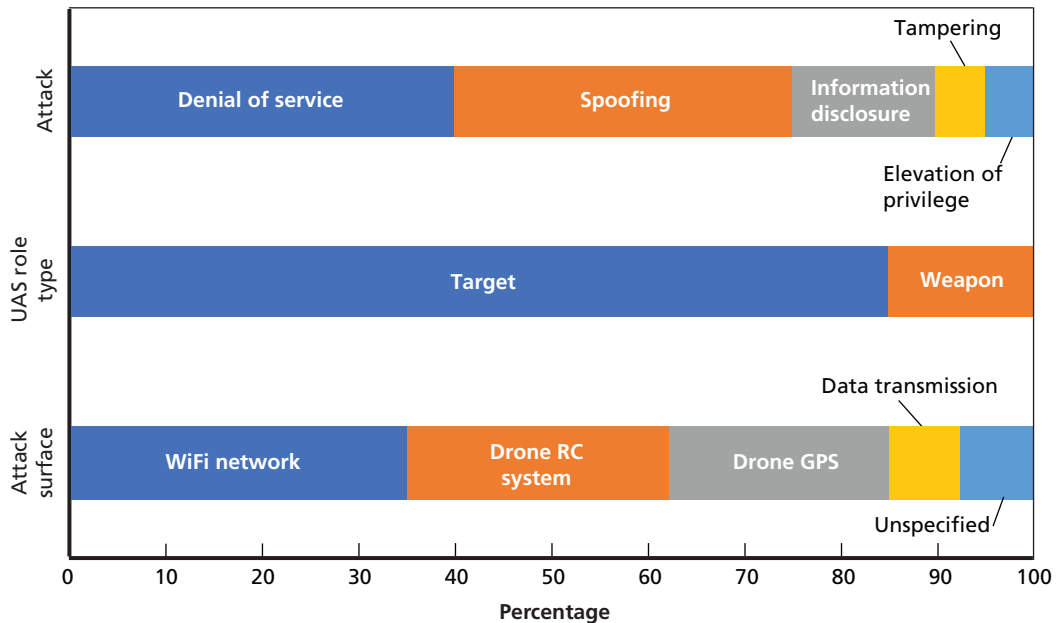 Tampering
Attack
Denial of service
Spoofing
Information
disclosure
Elevation of
privilege
UAS role
type
Target
Weapon
Data transmission
Attack
surface
WiFi network
Drone RC
system
Drone GPS
Unspecified
0 10 20 30 40 50 60 70 80 90 100
Percentage